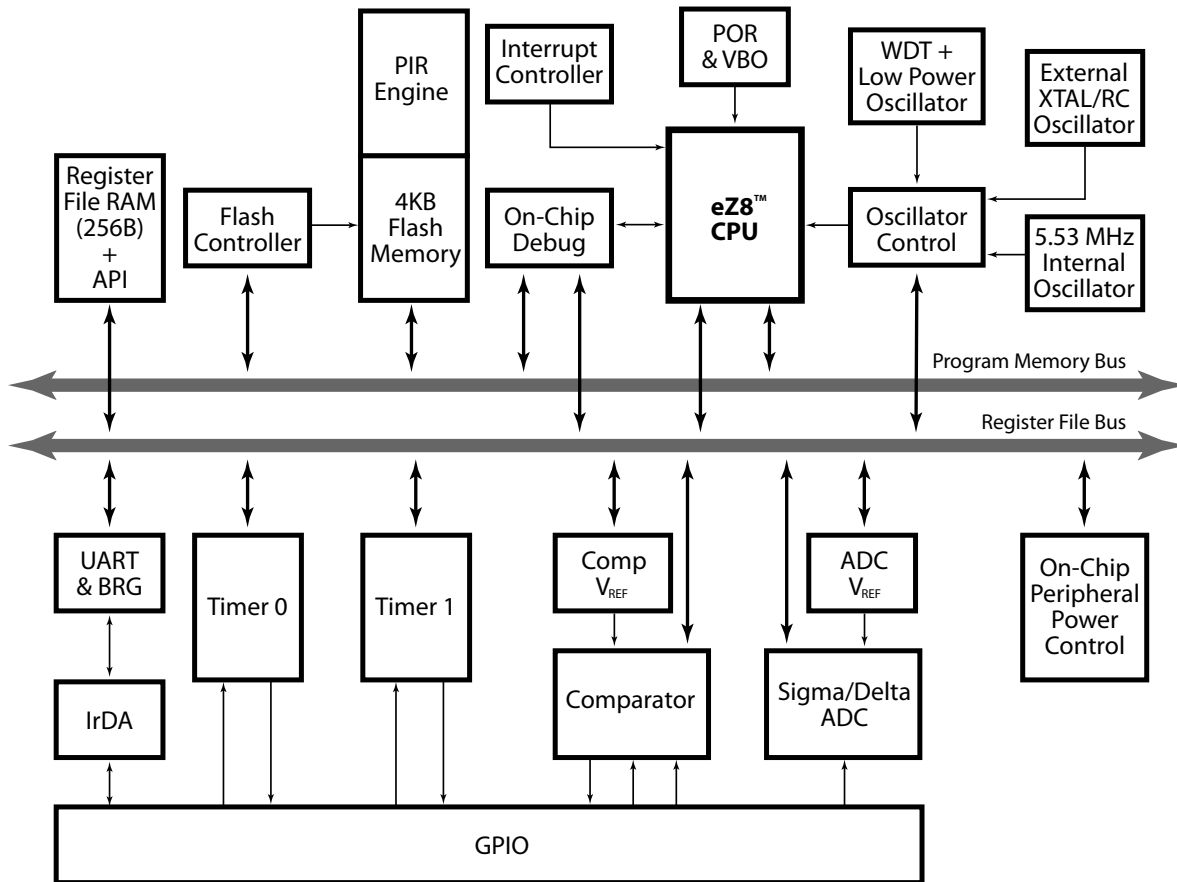 PIR
Engine
Interrupt
Controller
POR
& VBO
WDT +
Low Power
Oscillator
External
XTAL/RC
Oscillator
Register
File RAM
(256B)
+
API
Flash
Controller
4KB
Flash
Memory
On-Chip
Debug
eZ8™
CPU
Oscillator
Control
5.53 MHz
Internal
Oscillator
Program Memory Bus
Register File Bus
UART
& BRG
Timer 0
Timer 1
Comp
VREF
ADC
VREF
On-Chip
Peripheral
Power
Control
IrDA
Comparator
Sigma/Delta
ADC
GPIO